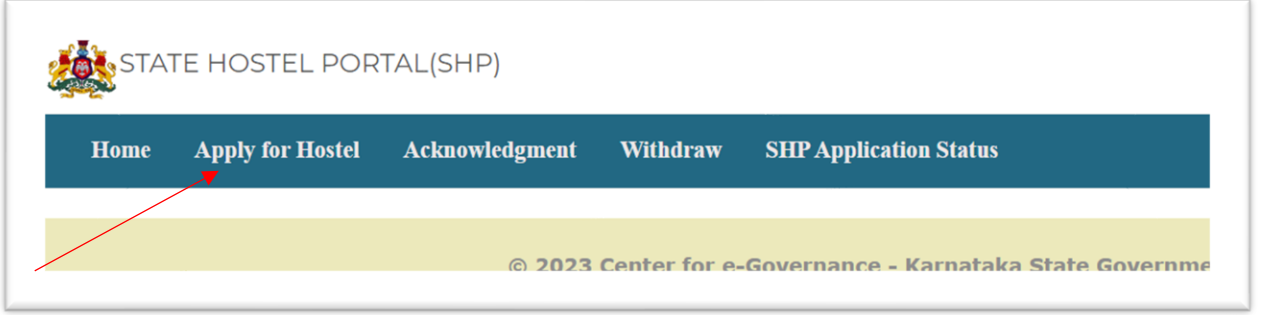 STATE HOSTEL PORTAL(SHP)
Home Apply for Hostel Acknowledgment Withdraw SHP Application Status
© 2023 Center for e-Governance - Karnataka State